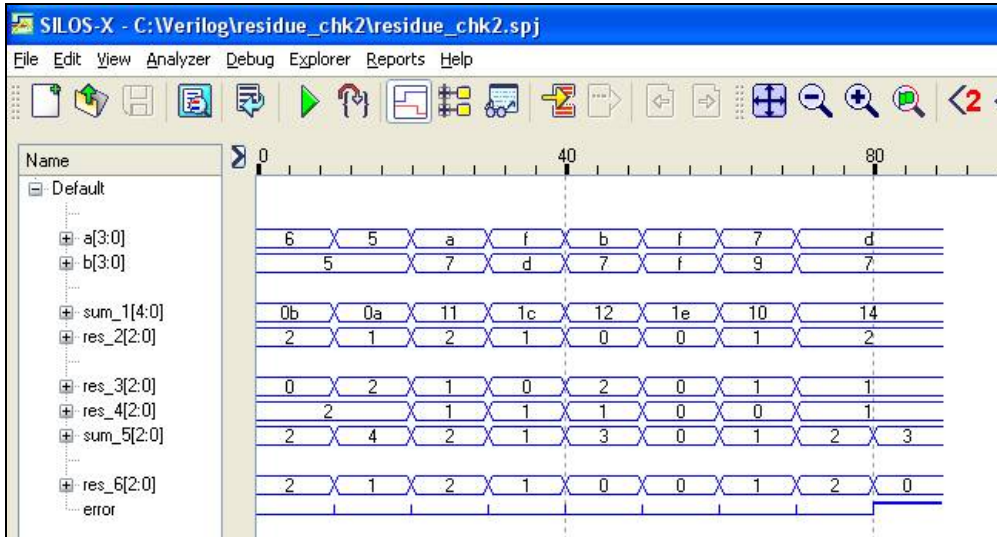 SILOS-X - C:\Verilog\residue_chk2\residue_chk2.spj
File Edit View Analyzer Debug Explorer Reports Help
2
Name 0 40 80
Default
a[3:0] 6 5 a f b f 7 d
b[3:0] 5 7 d 7 f 9 7
sum_1[4:0] 0b 0a 11 1c 12 1e 10 14
res_2[2:0] 2 1 2 1 0 0 1 2
res_3[2:0] 0 2 1 0 2 0 1 1
res_4[2:0] 2 1 1 1 0 0 1
sum_5[2:0] 2 4 2 1 3 0 1 2 3
res_6[2:0] 2 1 2 1 0 0 1 2 0
error